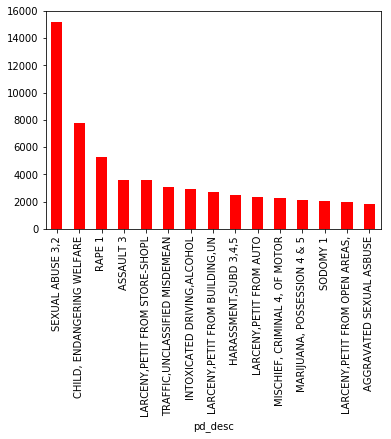 16000
14000
12000
10000
8000
6000
4000
2000
0
SEXUAL ABUSE 3,2
CHILD, ENDANGERING WELFARE
RAPE 1
ASSAULT 3
LARCENY,PETIT FROM STORE-SHOPL
TRAFFIC,UNCLASSIFIED MISDEMEAN
INTOXICATED DRIVING,ALCOHOL
LARCENY,PETIT FROM BUILDING,UN
HARASSMENT,SUBD 3,4,5
LARCENY,PETIT FROM AUTO
MISCHIEF, CRIMINAL 4, OF MOTOR
MARIJUANA, POSSESSION 4 & 5
SODOMY 1
LARCENY,PETIT FROM OPEN AREAS,
AGGRAVATED SEXUAL ASBUSE
pd_desc